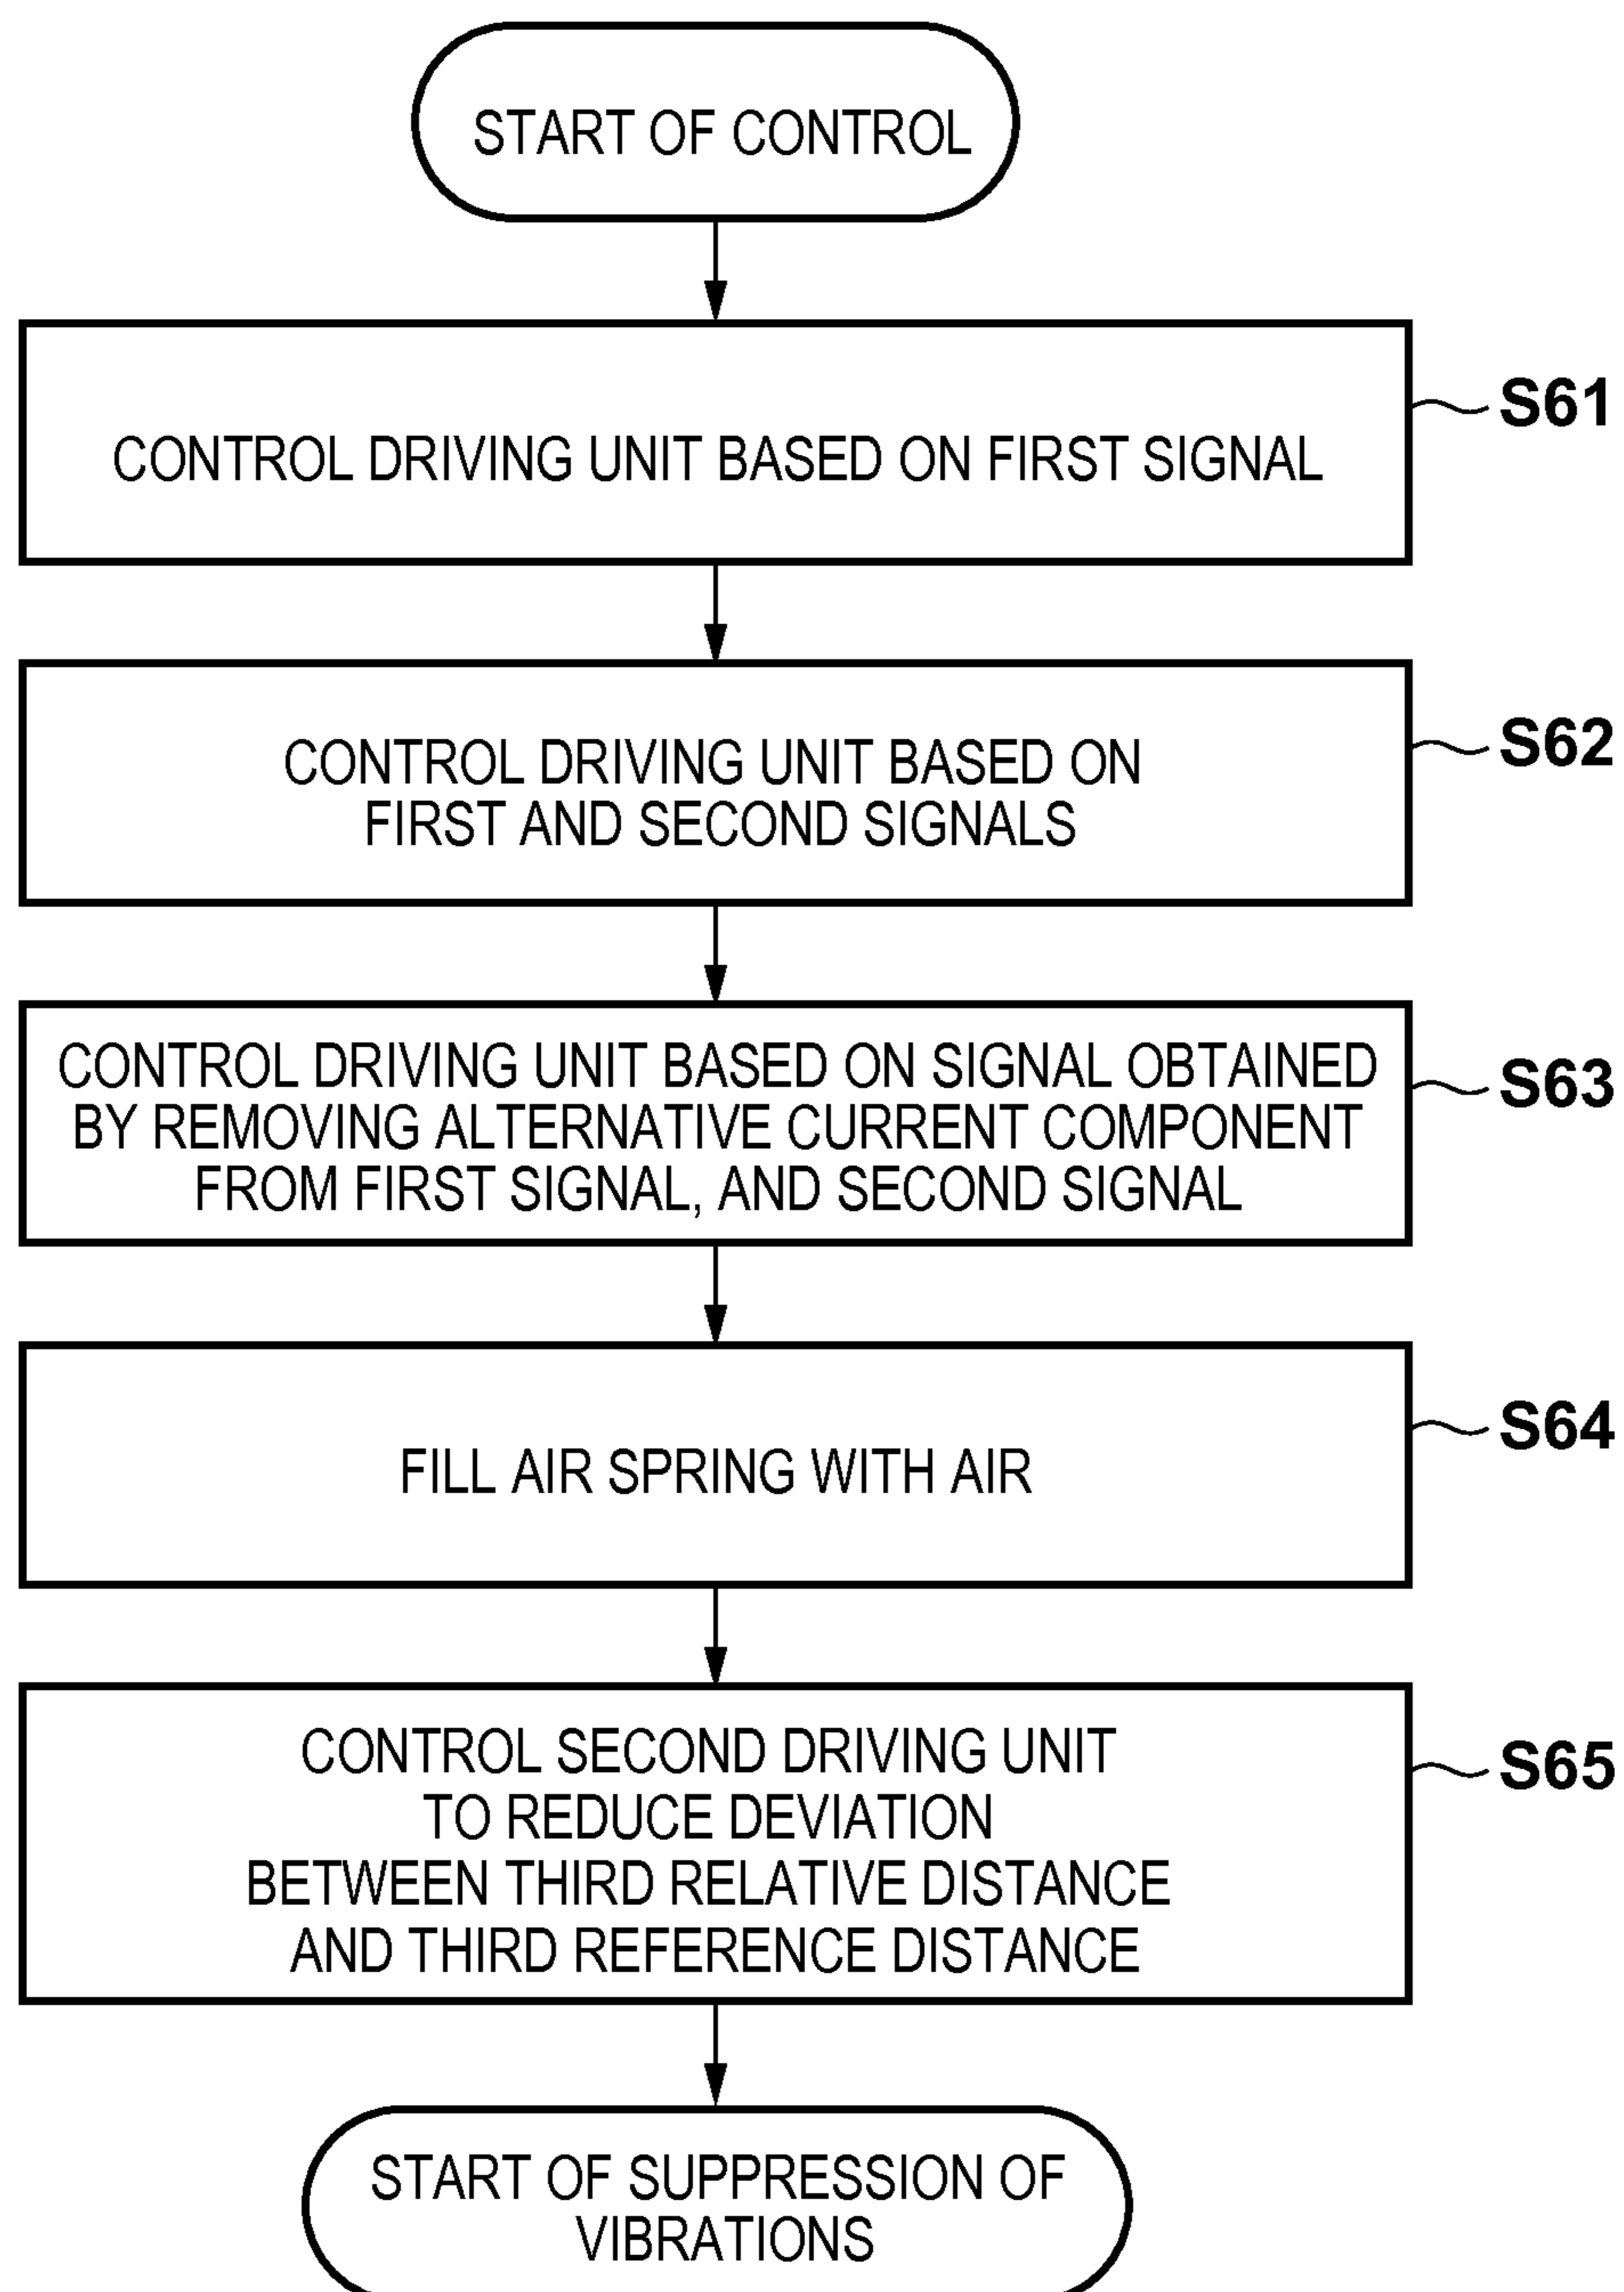 START OF CONTROL
CONTROL DRIVING UNIT BASED ON FIRST SIGNAL
S61
CONTROL DRIVING UNIT BASED ON
FIRST AND SECOND SIGNALS
S62
CONTROL DRIVING UNIT BASED ON SIGNAL OBTAINED
BY REMOVING ALTERNATIVE CURRENT COMPONENT
FROM FIRST SIGNAL, AND SECOND SIGNAL
S63
FILL AIR SPRING WITH AIR
S64
CONTROL SECOND DRIVING UNIT
TO REDUCE DEVIATION
BETWEEN THIRD RELATIVE DISTANCE
AND THIRD REFERENCE DISTANCE
S65
START OF SUPPRESSION OF
VIBRATIONS